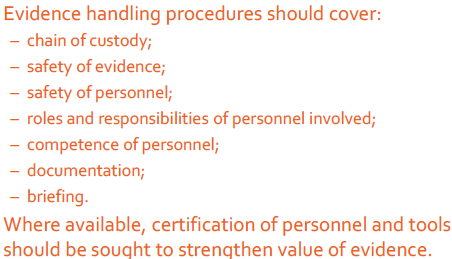 Evidence handling procedures should cover:
– chain of custody;
– safety of evidence;
– safety of personnel;
– roles and responsibilities of personnel involved;
– competence of personnel;
– documentation;
– briefing.
Where available, certification of personnel and tools
should be sought to strengthen value of evidence.